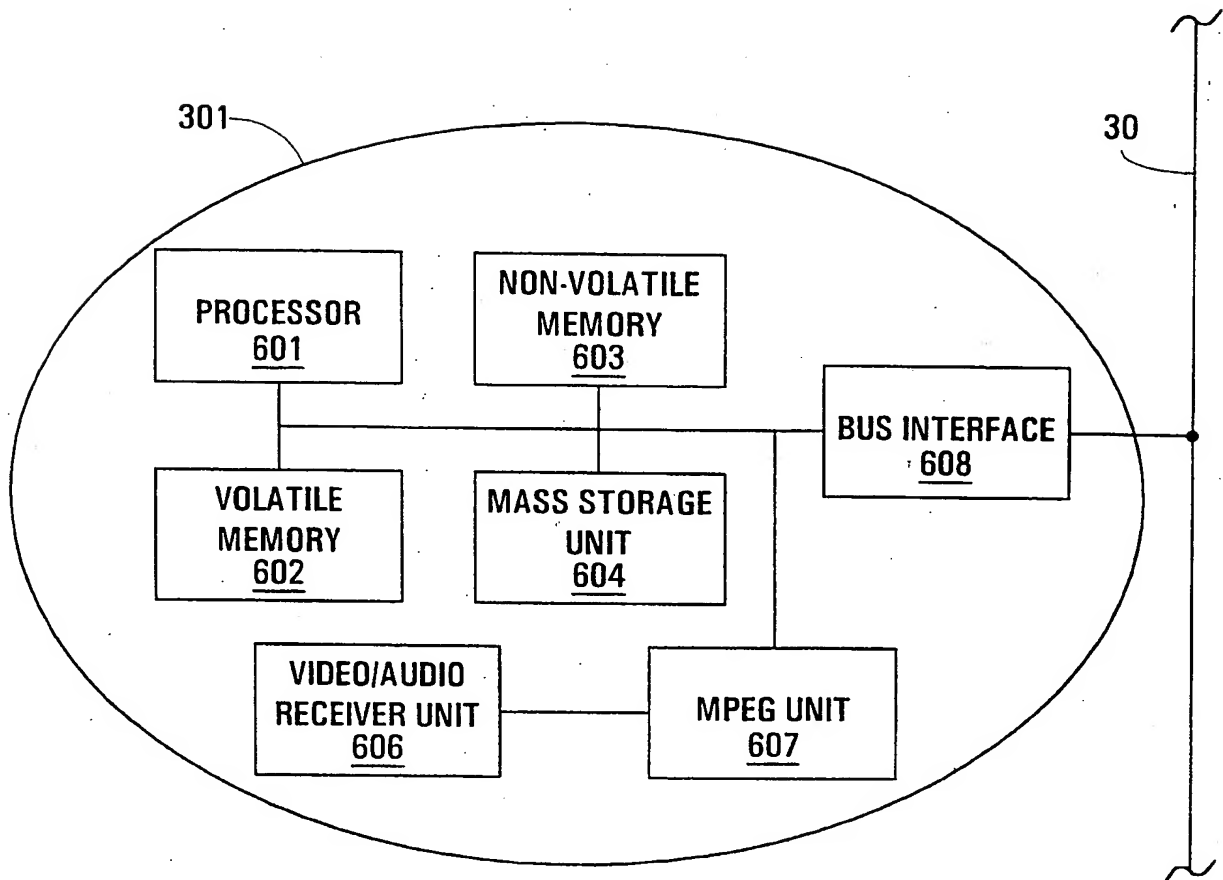 301
30
PROCESSOR
601
NON-VOLATILE
MEMORY
603
BUS INTERFACE
608
VOLATILE
MEMORY
602
MASS STORAGE
UNIT
604
VIDEO/AUDIO
RECEIVER UNIT
606
MPEG UNIT
607